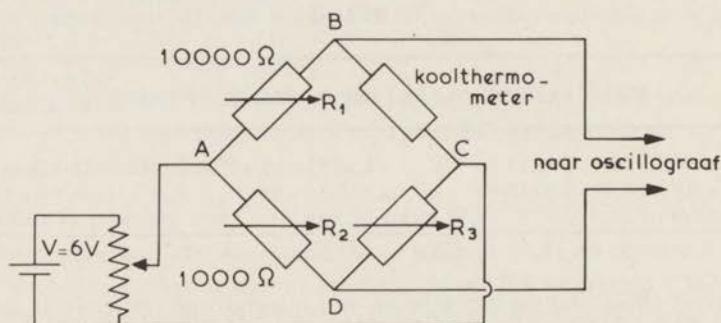 B
10000 Ω
koolthermo-
meter
R₁
A
C
naar oscillograaf
V=6V
R₂
R₃
1000 Ω
D